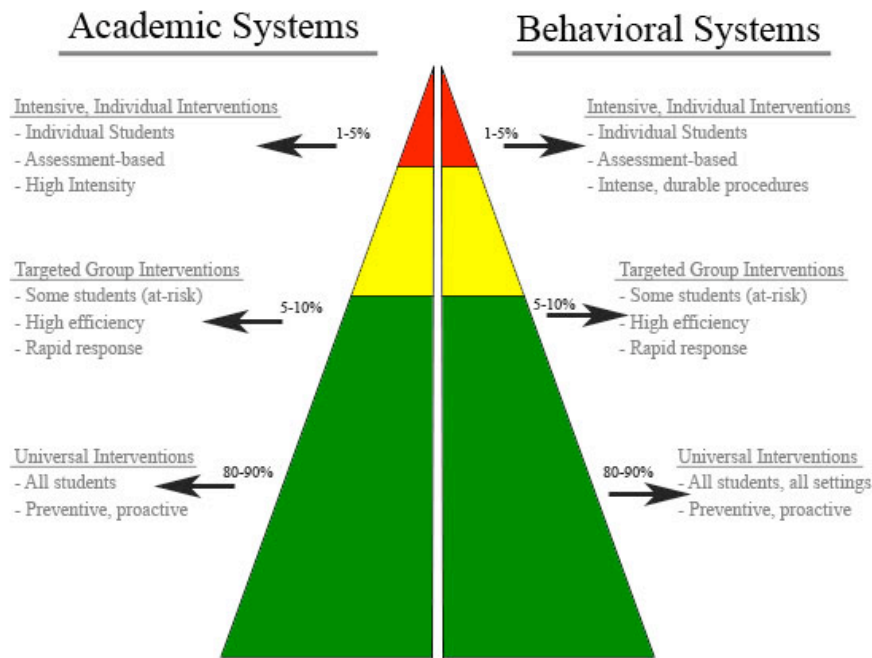 Academic Systems
Behavioral Systems
Intensive, Individual Interventions
- Individual Students
- Assessment-based
- High Intensity
1-5%
1-5%
Intensive, Individual Interventions
- Individual Students
- Assessment-based
- Intense, durable procedures
Targeted Group Interventions
- Some students (at-risk)
- High efficiency
- Rapid response
5-10%
5-10%
Targeted Group Interventions
- Some students (at-risk)
- High efficiency
- Rapid response
Universal Interventions
- All students
- Preventive, proactive
80-90%
80-90%
Universal Interventions
- All students, all settings
- Preventive, proactive